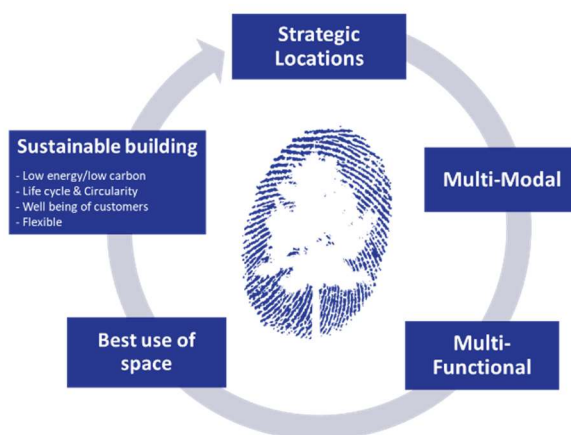 Strategic
Locations
Multi-Modal
Multi-
Functional
Best use of
space
Sustainable building
- Low energy/low carbon
- Life cycle & Circularity
- Well being of customers
- Flexible